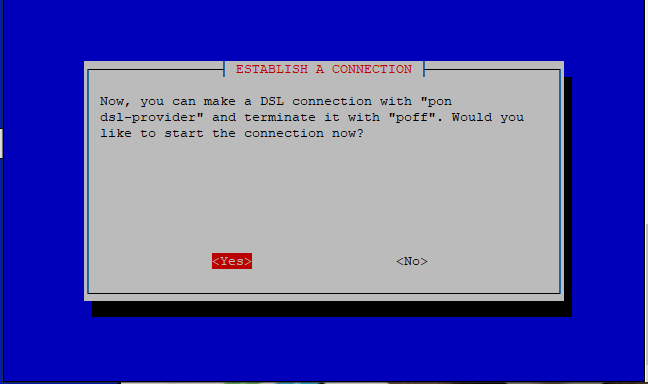 ESTABLISH A CONNECTION
Now, you can make a DSL connection with "pon
dsl-provider" and terminate it with "poff". Would you
like to start the connection now?
<Yes> <No>